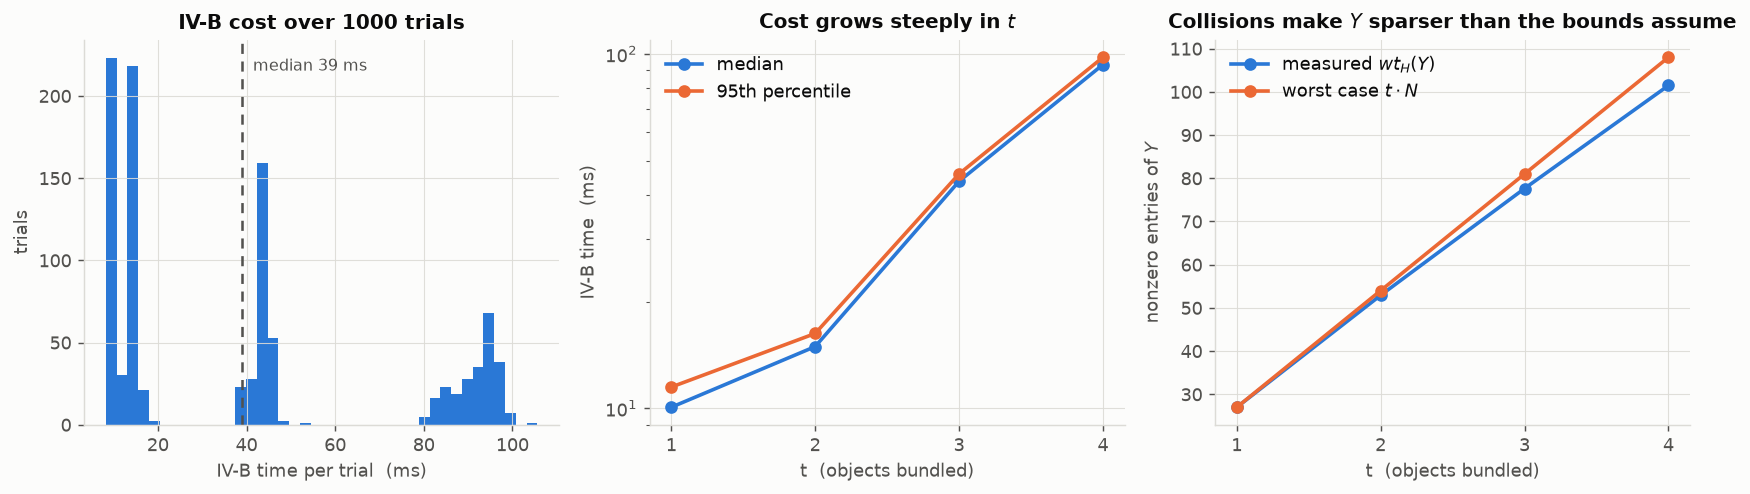 IV-B cost over 1000 trials
median 39 ms
trials
200
150
100
50
0
20 40 60 80 100
IV-B time per trial (ms)
Cost grows steeply in t
median
95th percentile
IV-B time (ms)
10²
10¹
1 2 3 4
t (objects bundled)
Collisions make Y sparser than the bounds assume
measured wt_H(Y)
worst case t · N
nonzero entries of Y
110
100
90
80
70
60
50
40
30
1 2 3 4
t (objects bundled)